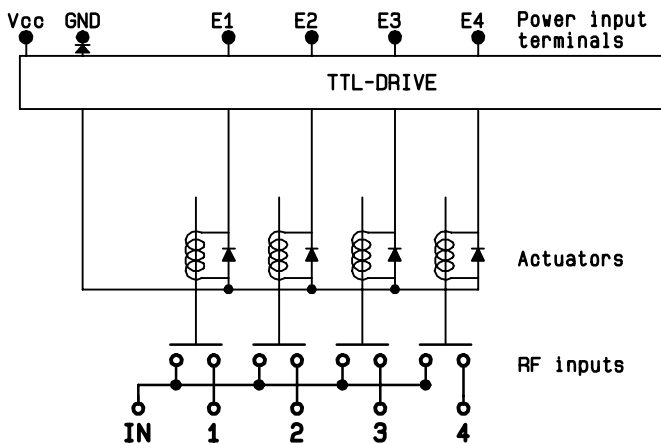 Vcc GND E1 E2 E3 E4 Power input
terminals
TTL-DRIVE
Actuators
RF inputs
IN 1 2 3 4